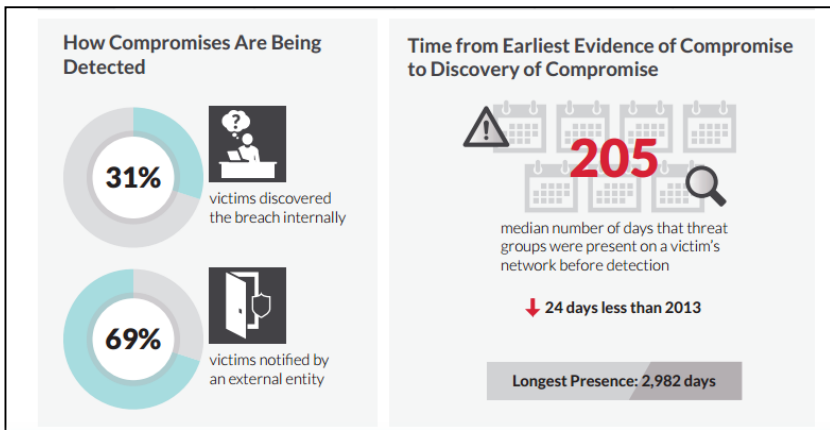 How Compromises Are Being
Detected
31%
?
victims discovered
the breach internally
69%
victims notified by
an external entity
Time from Earliest Evidence of Compromise
to Discovery of Compromise
!
205
median number of days that threat
groups were present on a victim’s
network before detection
24 days less than 2013
Longest Presence: 2,982 days